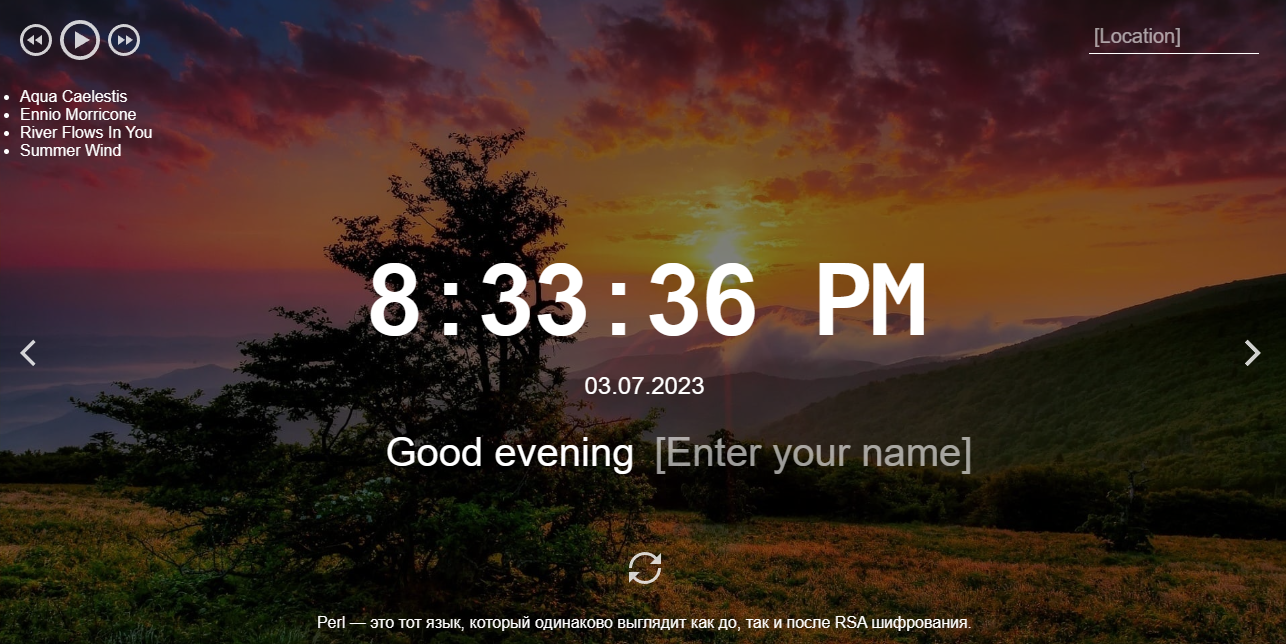 [Location]
Aqua Caelestis
Ennio Morricone
River Flows In You
Summer Wind
8:33:36 PM
03.07.2023
Good evening [Enter your name]
Perl — это тот язык, который одинаково выглядит как до, так и после RSA шифрования.